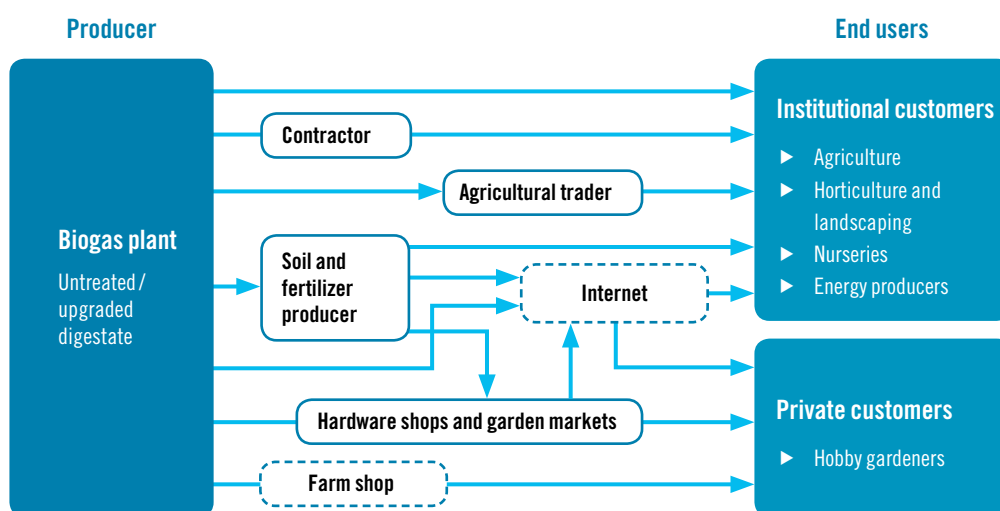 Producer
End users
Biogas plant
Untreated /
upgraded
digestate
Contractor
Agricultural trader
Soil and
fertilizer
producer
Internet
Hardware shops and garden markets
Farm shop
Institutional customers
▶ Agriculture
▶ Horticulture and
landscaping
▶ Nurseries
▶ Energy producers
Private customers
▶ Hobby gardeners